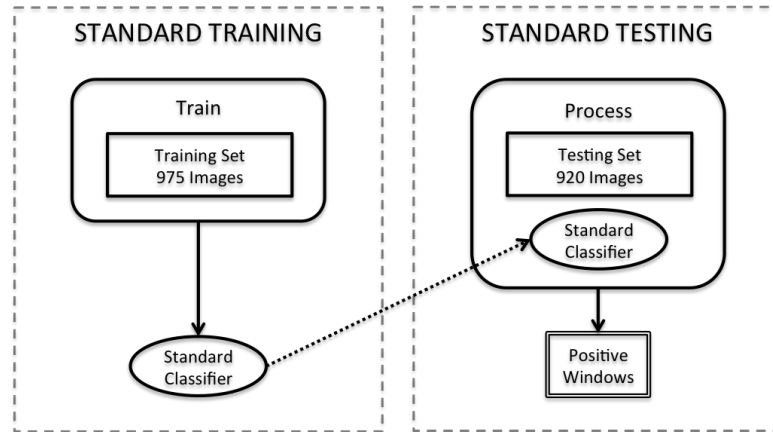 STANDARD TRAINING
Train
Training Set
975 Images
Standard
Classifier
STANDARD TESTING
Process
Testing Set
920 Images
Standard
Classifier
Positive
Windows